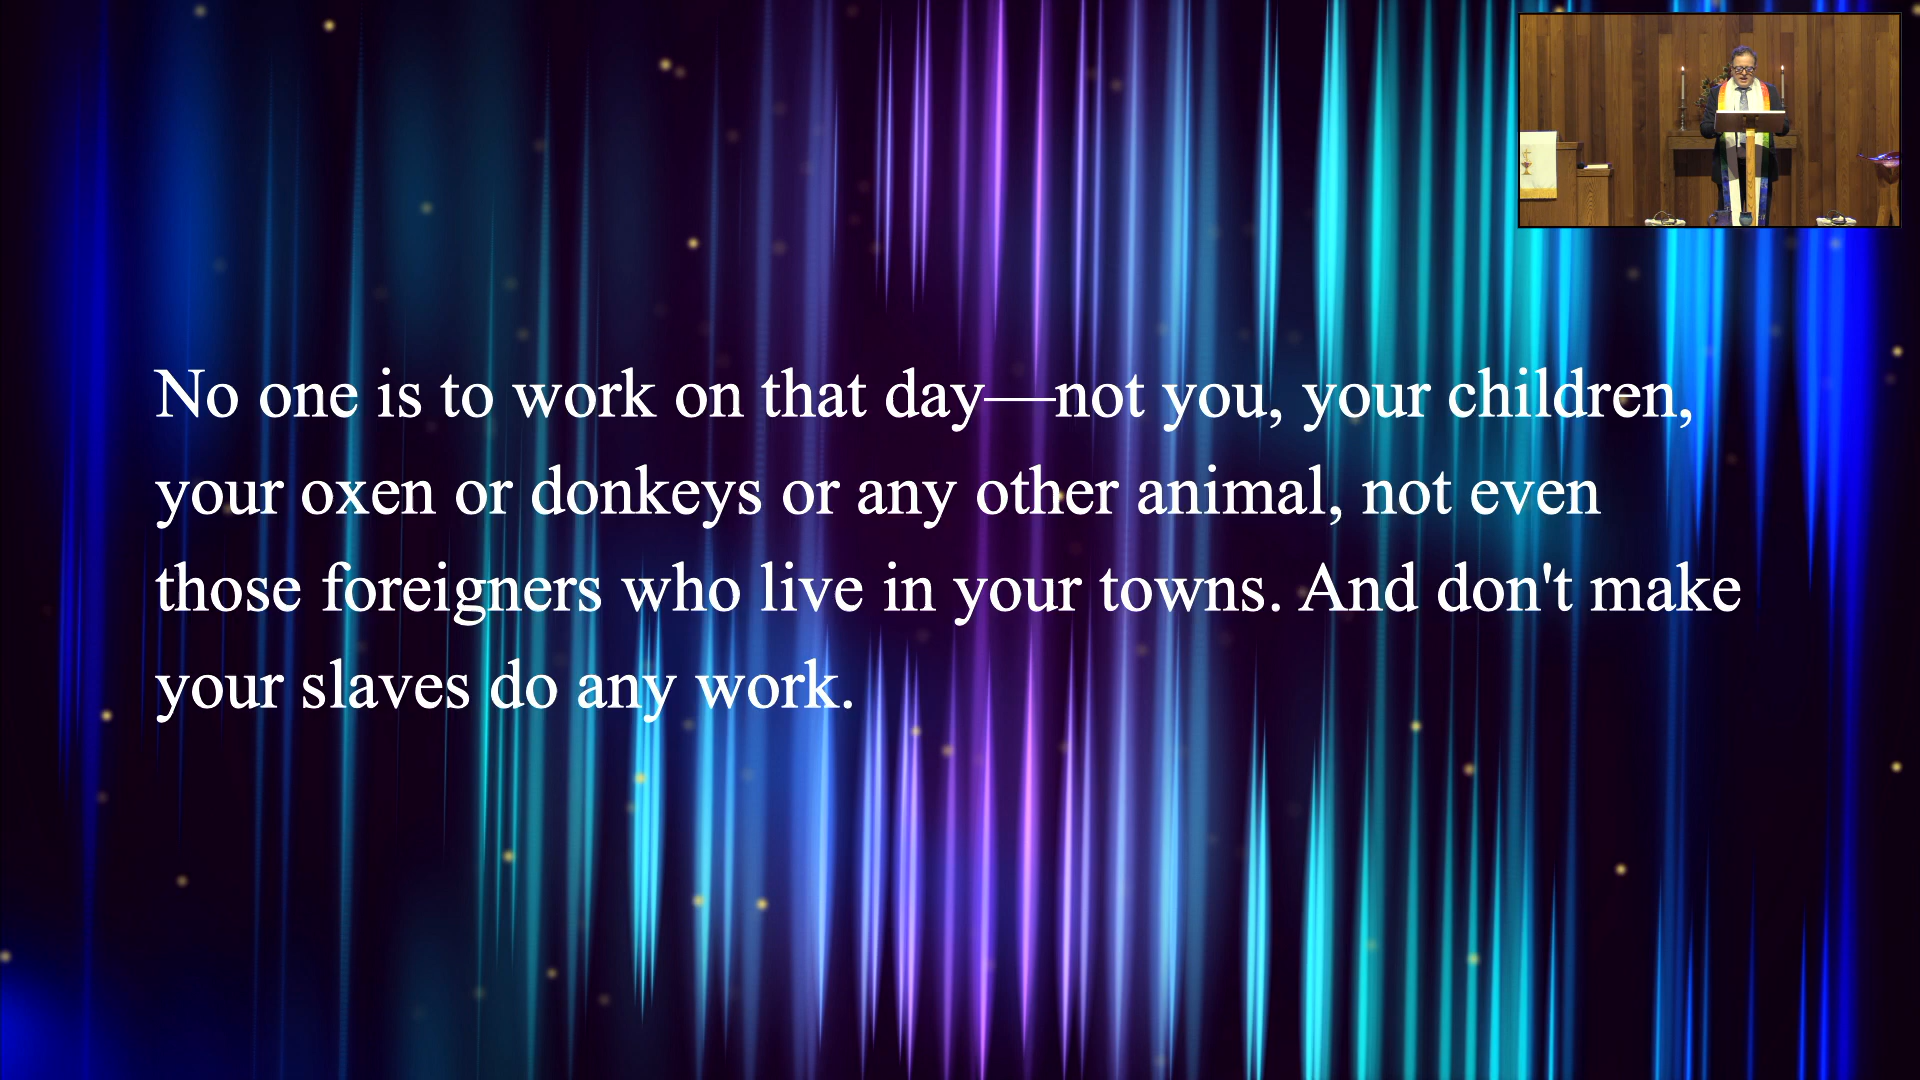 No one is to work on that day—not you, your children,
your oxen or donkeys or any other animal, not even
those foreigners who live in your towns. And don't make
your slaves do any work.